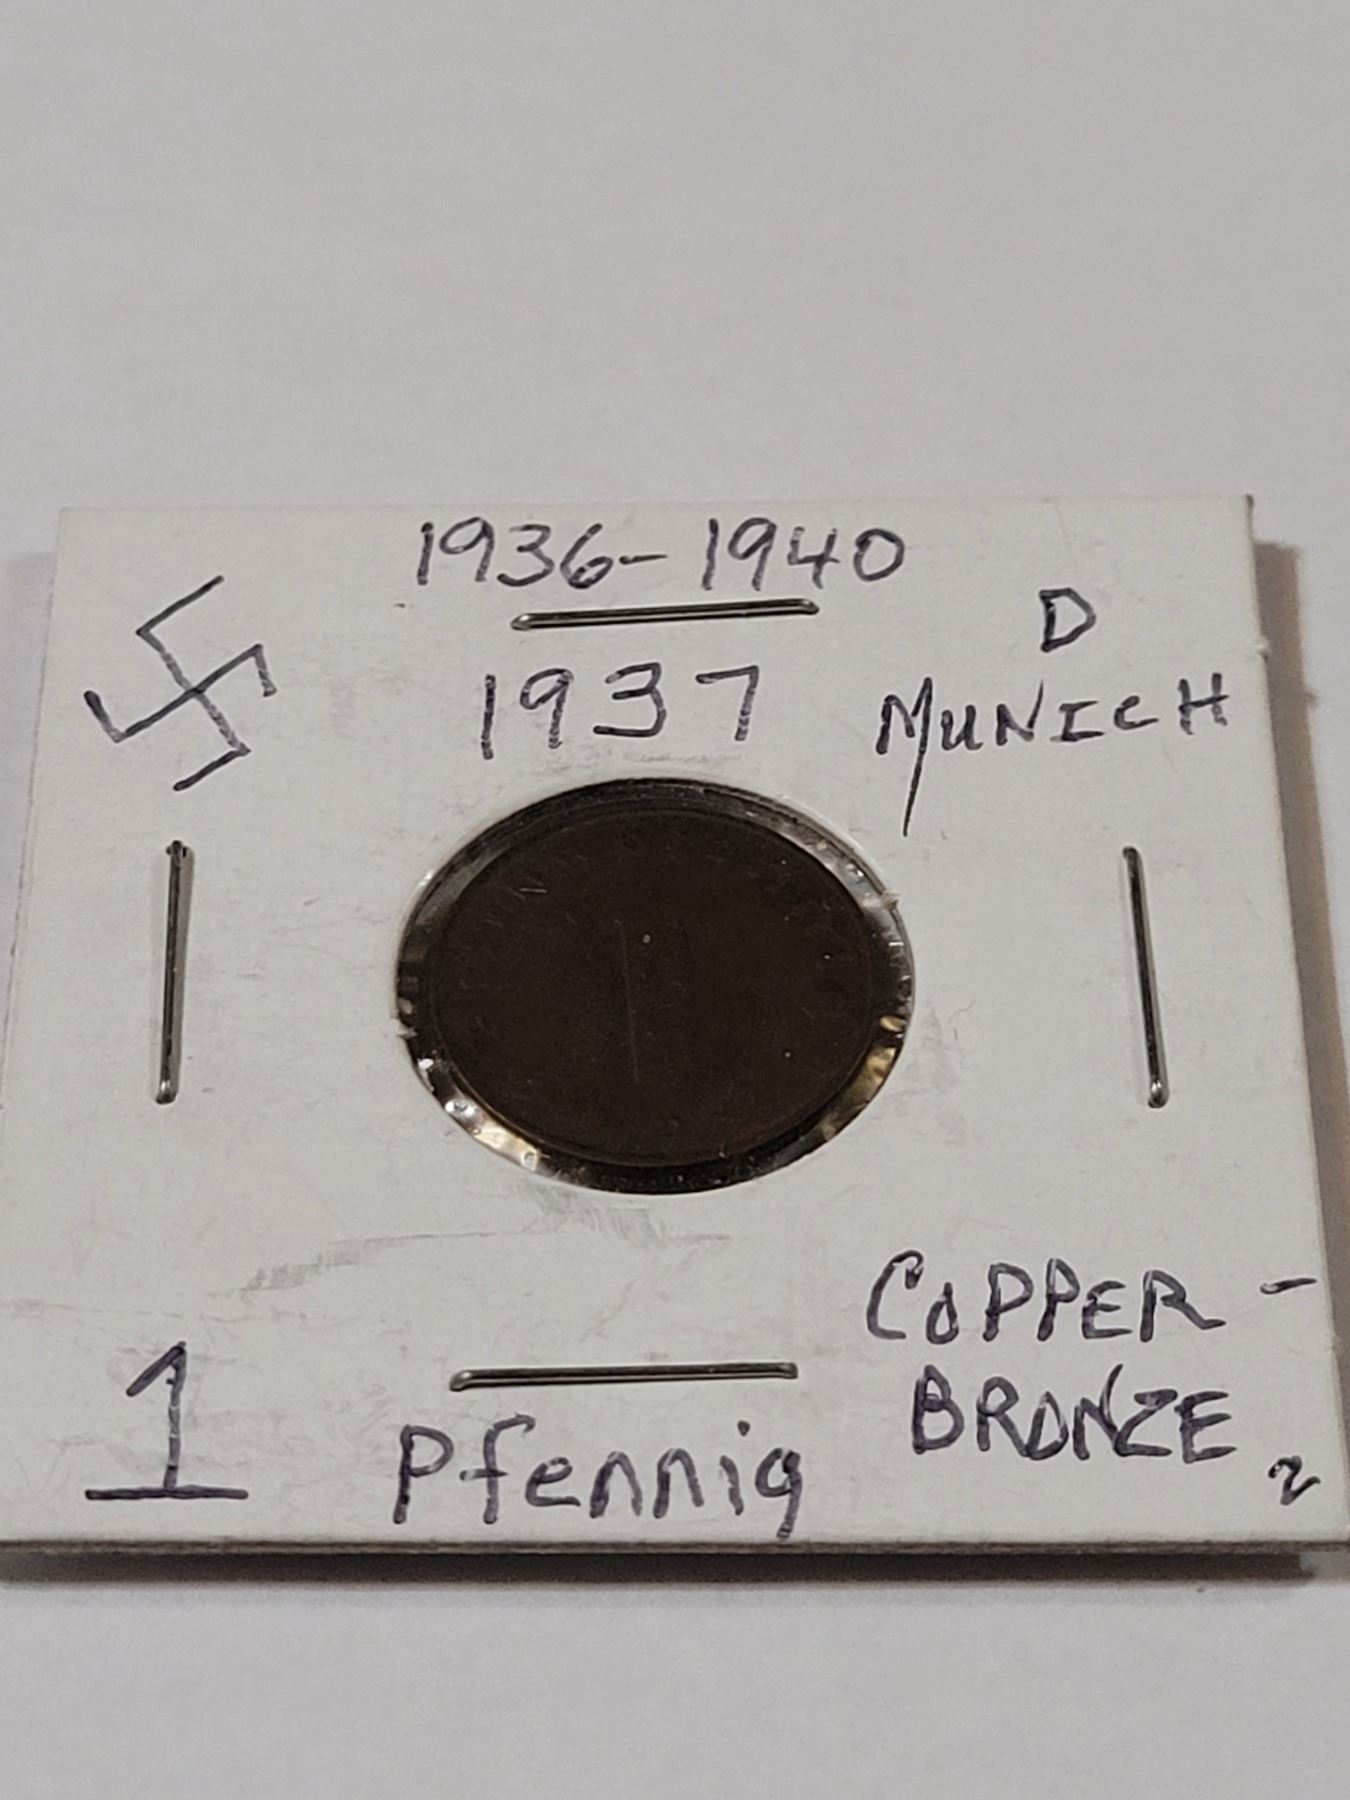 1936-1940
1937
D
MUNICH
COPPER-
BRONZE
1
Pfennig
2